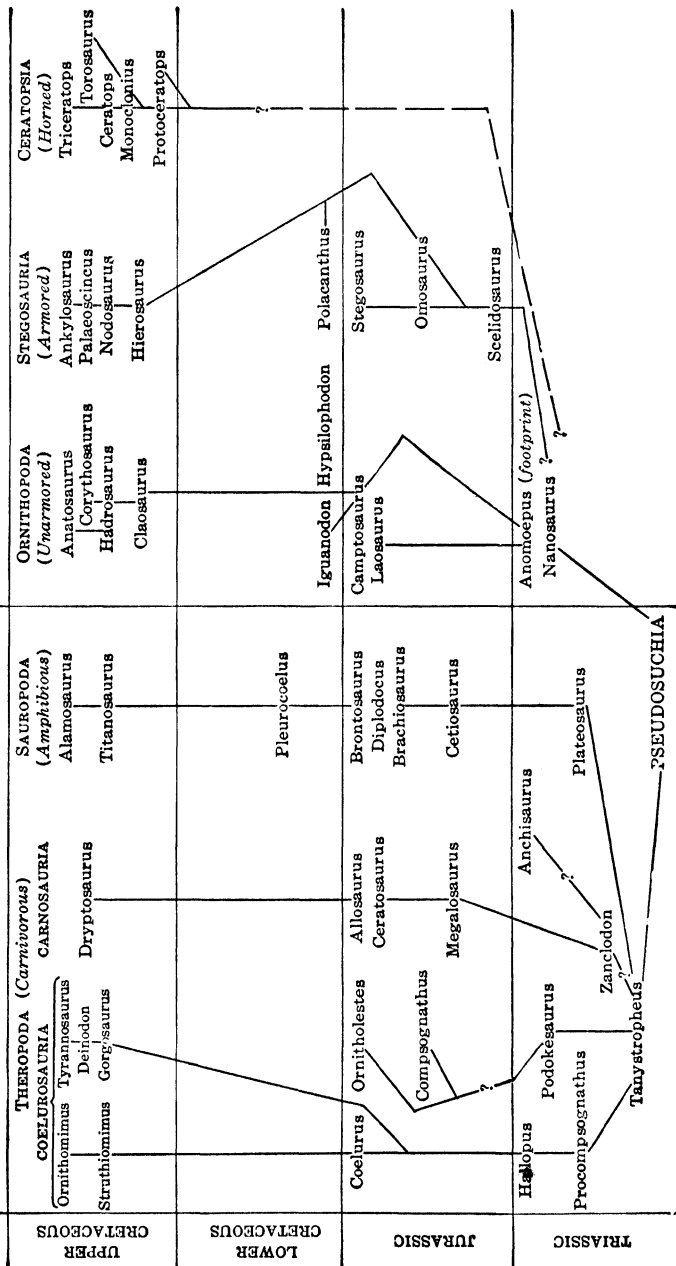 THEROPODA (Carnivorous)
COELUROSAURIA
CARNOSAURIA
SAUROPODA
(Amphibious)
ORNITHOPODA
(Unarmored)
STEGOSAURIA
(Armored)
CERATOPSIA
(Horned)
UPPER
CRETACEOUS
Ornithomimus
Struthiomimus
Tyrannosaurus
Deinodon
Gorgosaurus
Dryptosaurus
Alamosaurus
Titanosaurus
Anatosaurus
Corythosaurus
Hadrosaurus
Claosaurus
Ankylosaurus
Palaeoscincus
Nodosaurus
Hierosaurus
Triceratops
Torosaurus
Ceratops
Monoclonius
Protoceratops
LOWER
CRETACEOUS
Pleurocoelus
Iguanodon Hypsilophodon
Polacanthus
?
JURASSIC
Coelurus
Ornitholestes
Compsognathus
?
Allosaurus
Ceratosaurus
Megalosaurus
Brontosaurus
Diplodocus
Brachiosaurus
Cetiosaurus
Camptosaurus
Laosaurus
Stegosaurus
Omosaurus
Scelidosaurus
TRIASSIC
Hallopus
Procompsognathus
Podokesaurus
Tanystropheus
Zanclodon
?
Anchisaurus
?
Plateosaurus
Anomoepus (footprint)
Nanosaurus
?
?
PSEUDOSUCHIA